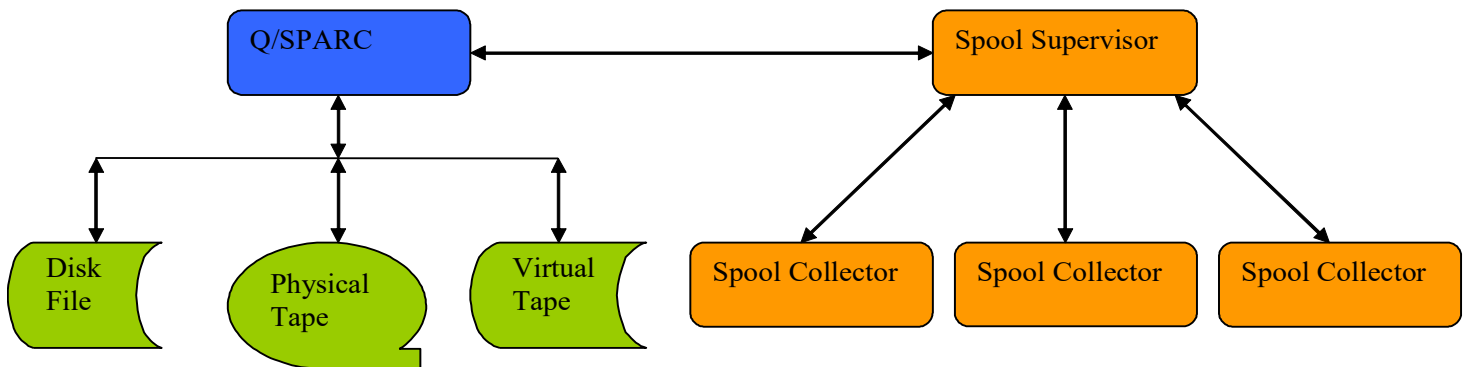 Q/SPARC
Spool Supervisor
Disk
File
Physical
Tape
Virtual
Tape
Spool Collector
Spool Collector
Spool Collector